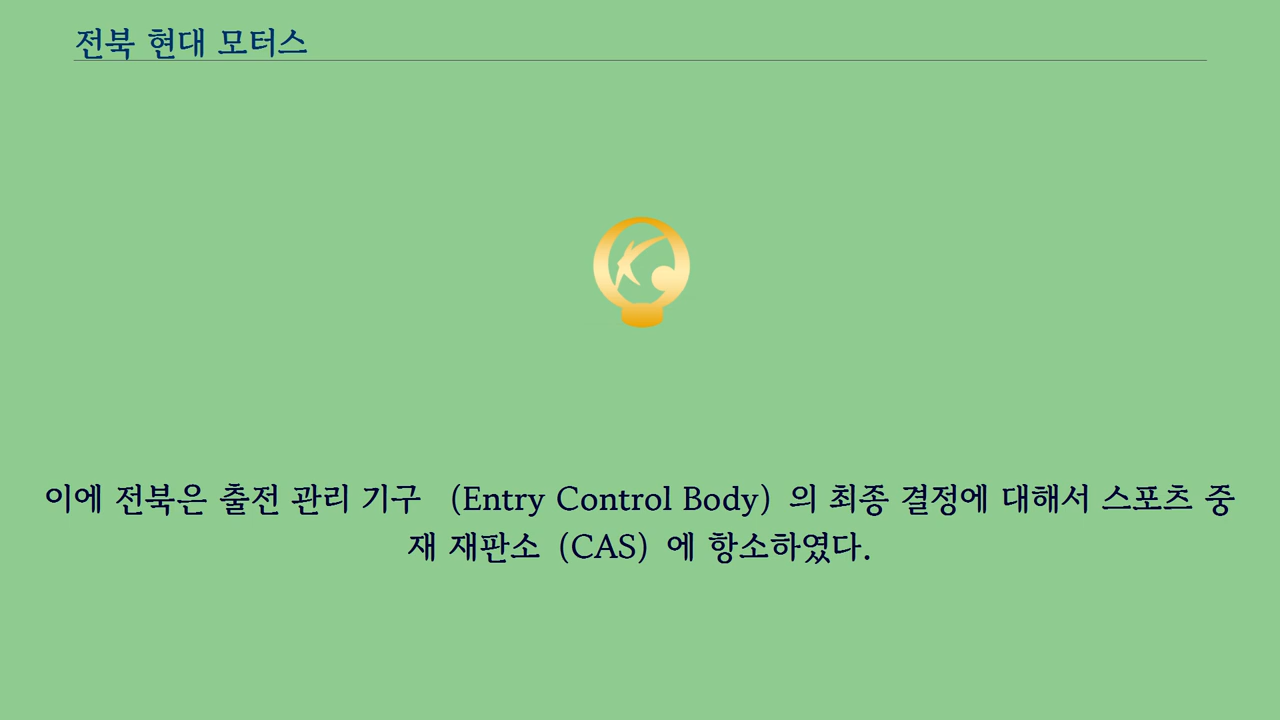 전북 현대 모터스
이에 전북은 출전 관리 기구 （Entry Control Body）의 최종 결정에 대해서 스포츠 중
재 재판소（CAS）에 항소하였다.